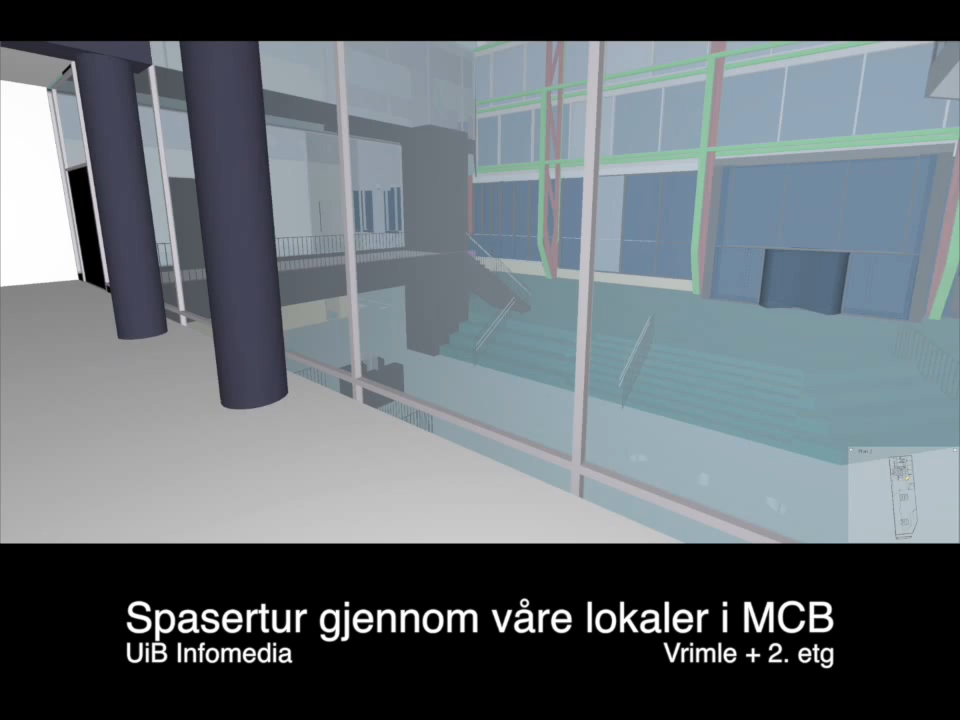 Spasertur gjennom våre lokaler i MCB
UiB Infomedia Vrimle + 2. etg